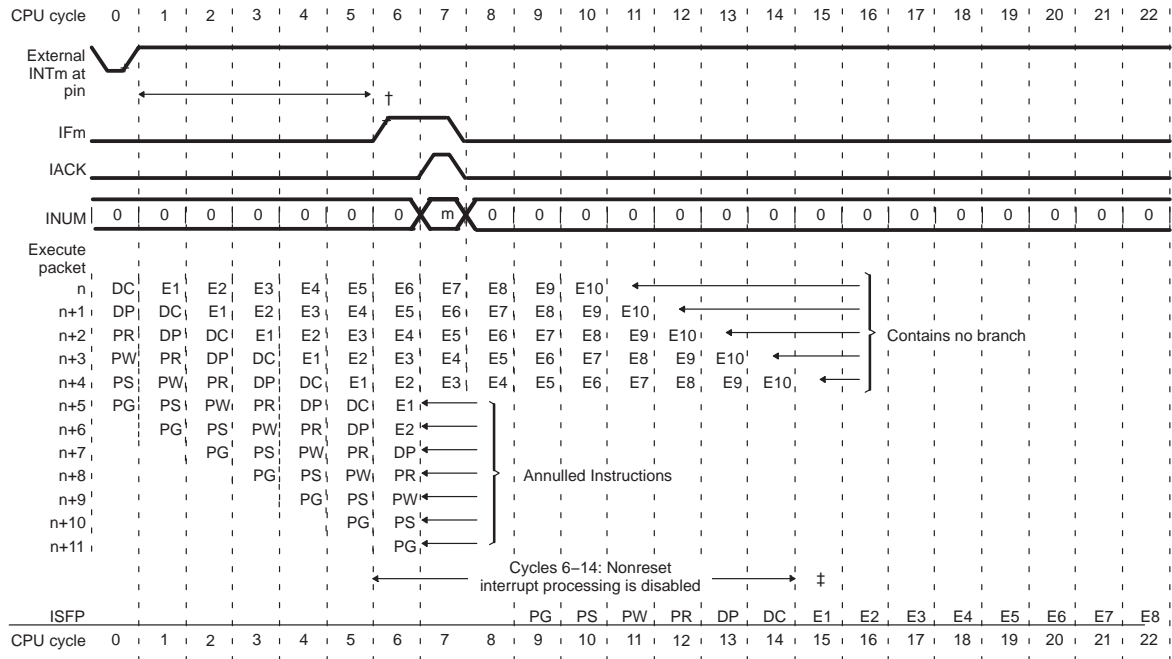 CPU cycle 0 1 2 3 4 5 6 7 8 9 10 11 12 13 14 15 16 17 18 19 20 21 22
External
INTm at
pin
†
IFm
IACK
INUM 0 0 0 0 0 0 0 m 0 0 0 0 0 0 0 0 0 0 0 0 0 0 0
Execute
packet
n DC E1 E2 E3 E4 E5 E6 E7 E8 E9 E10
n+1 DP DC E1 E2 E3 E4 E5 E6 E7 E8 E9 E10
n+2 PR DP DC E1 E2 E3 E4 E5 E6 E7 E8 E9 E10
Contains no branch
n+3 PW PR DP DC E1 E2 E3 E4 E5 E6 E7 E8 E9 E10
n+4 PS PW PR DP DC E1 E2 E3 E4 E5 E6 E7 E8 E9 E10
n+5 PG PS PW PR DP DC E1
n+6 PG PS PW PR DP E2
n+7 PG PS PW PR DP
n+8 PG PS PW PR
Annulled Instructions
n+9 PG PS PW
n+10 PG PS
n+11 PG
Cycles 6–14: Nonreset
interrupt processing is disabled
‡
ISFP PG PS PW PR DP DC E1 E2 E3 E4 E5 E6 E7 E8
CPU cycle 0 1 2 3 4 5 6 7 8 9 10 11 12 13 14 15 16 17 18 19 20 21 22